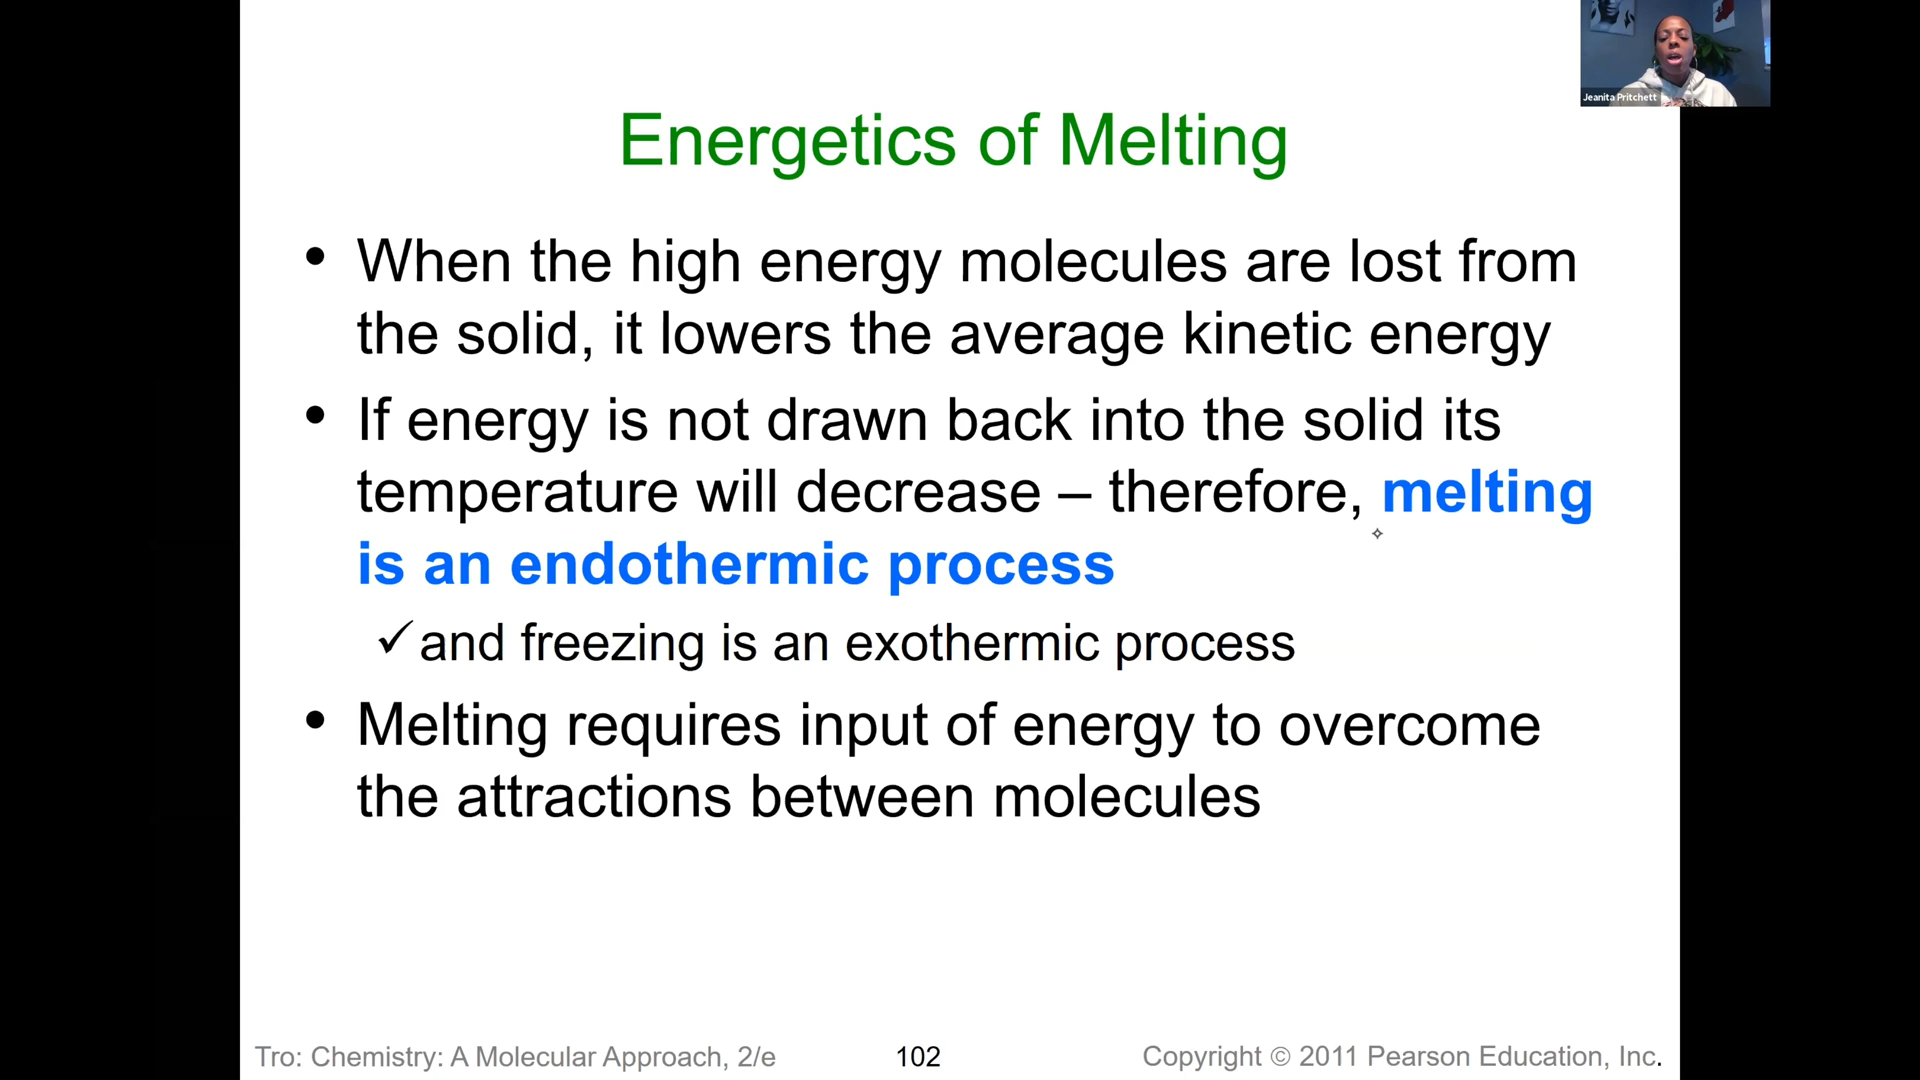 Jeanita Pritchett
Energetics of Melting
• When the high energy molecules are lost from
the solid, it lowers the average kinetic energy
• If energy is not drawn back into the solid its
temperature will decrease – therefore, melting
is an endothermic process
✓and freezing is an exothermic process
• Melting requires input of energy to overcome
the attractions between molecules
Tro: Chemistry: A Molecular Approach, 2/e
102
Copyright © 2011 Pearson Education, Inc.